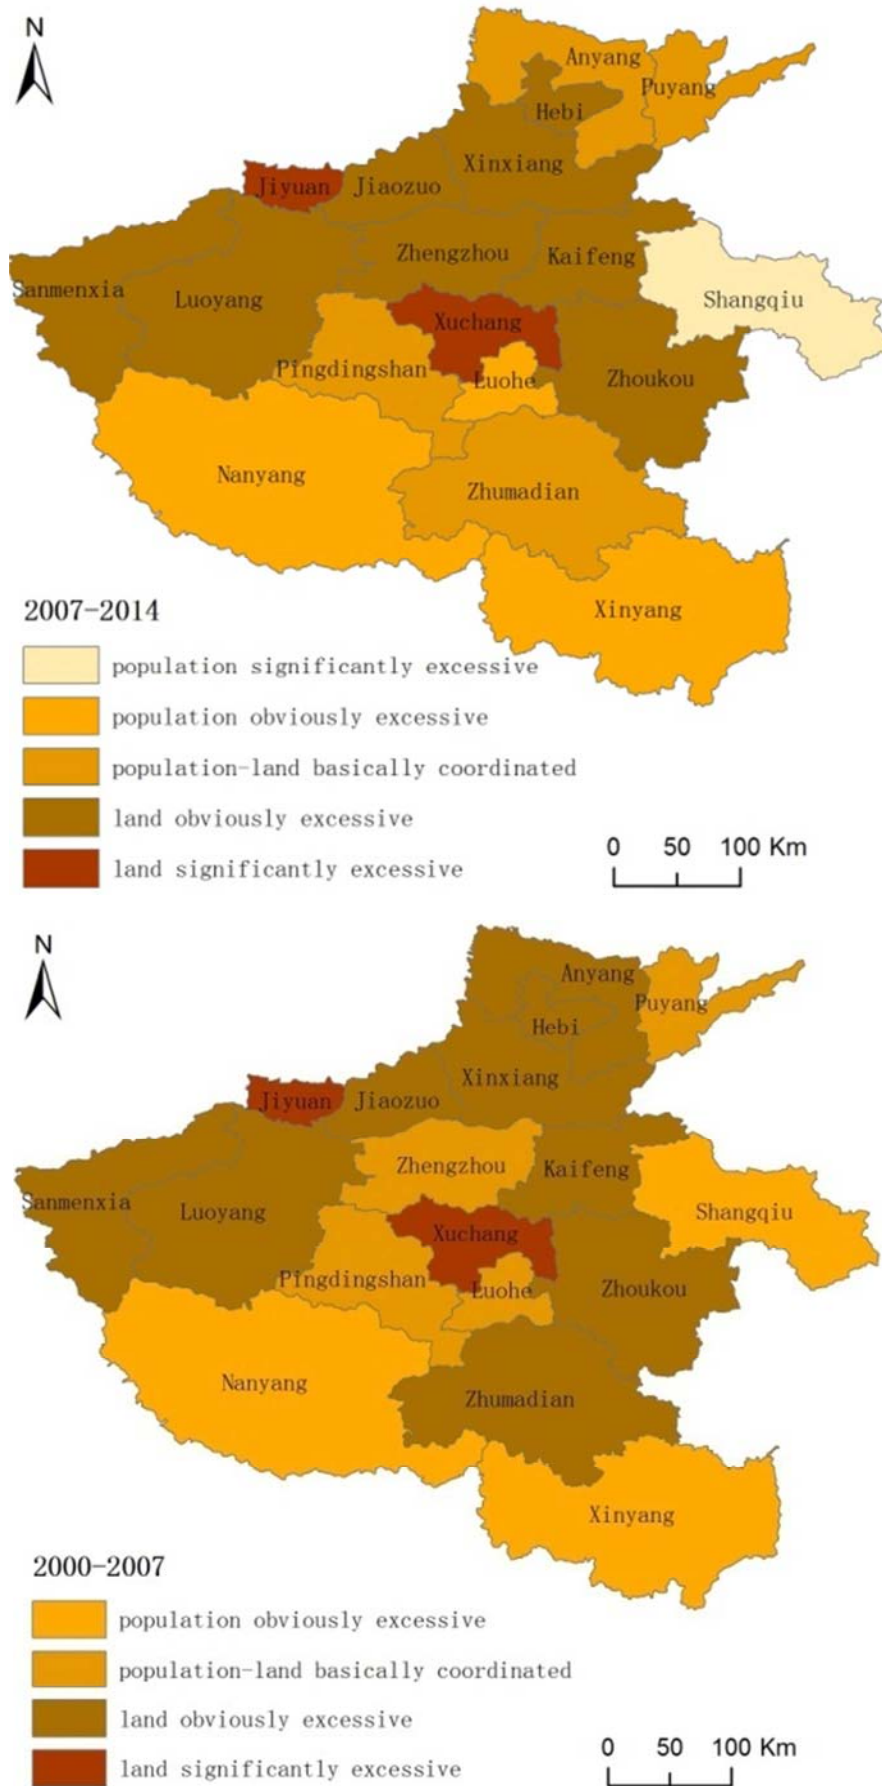 N
Anyang
Puyang
Hebi
Xinxiang
Jiyuan
Jiaozuo
Zhengzhou
Kaifeng
Sanmenxia
Luoyang
Shangqiu
Xuchang
Pingdingshan
Luohe
Zhoukou
Nanyang
Zhumadian
Xinyang
2007-2014
population significantly excessive
population obviously excessive
population-land basically coordinated
land obviously excessive
land significantly excessive
0 50 100 Km
N
Anyang
Puyang
Hebi
Xinxiang
Jiyuan
Jiaozuo
Zhengzhou
Kaifeng
Sanmenxia
Luoyang
Shangqiu
Xuchang
Pingdingshan
Luohe
Zhoukou
Nanyang
Zhumadian
Xinyang
2000-2007
population obviously excessive
population-land basically coordinated
land obviously excessive
land significantly excessive
0 50 100 Km